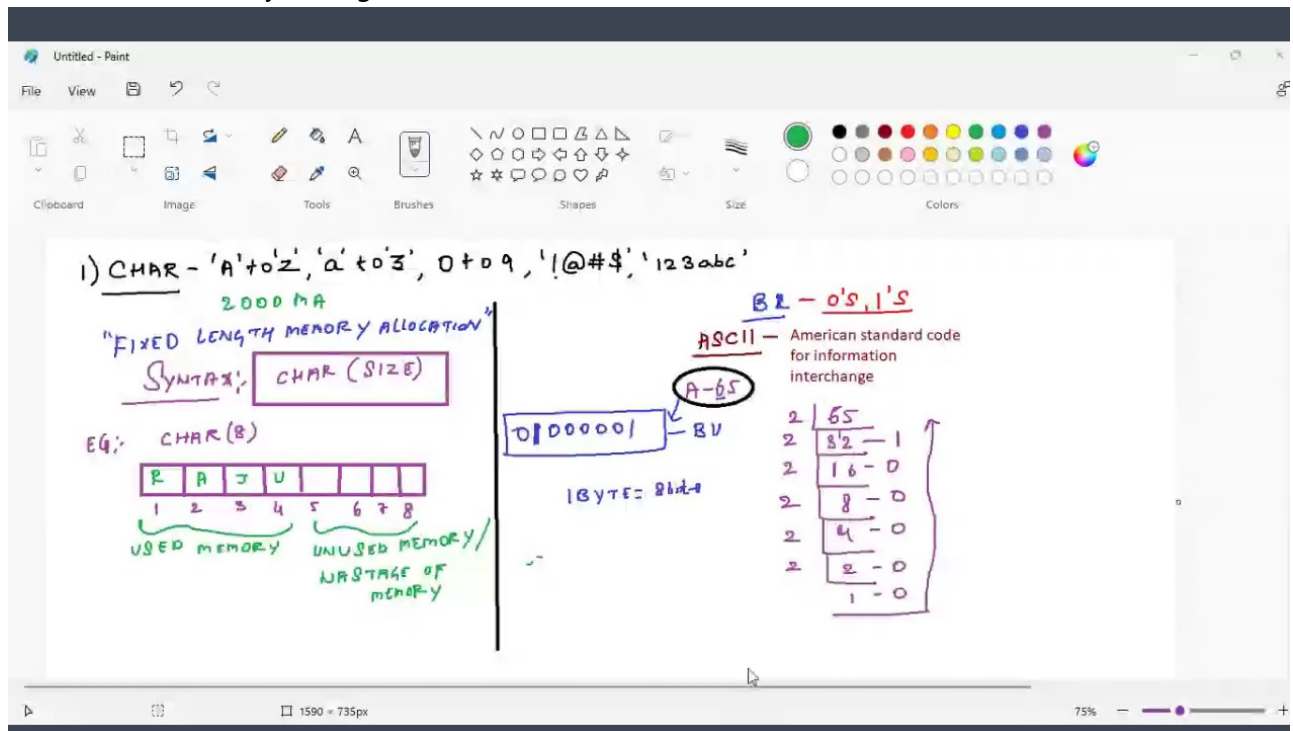 Untitled - Paint
File View
Clipboard Image Tools Brushes Shapes Size Colors
1) CHAR - 'A' to 'Z', 'a' to 'z', 0 to 9, '!@#$', '123abc'
2000 MA
"FIXED LENGTH MEMORY ALLOCATION"
SYNTAX:- CHAR (SIZE)
EG:- CHAR(8)
R A J U
1 2 3 4 5 6 7 8
USED MEMORY UNUSED MEMORY/
WASTAGE OF
MEMORY
BL - 0'S, 1'S
ASCII - American standard code
for information
interchange
A-65
01000001 - BV
1BYTE = 8bits
2 65
2 32 - 1
2 16 - 0
2 8 - 0
2 4 - 0
2 2 - 0
1 - 0
1590 × 735px
75%